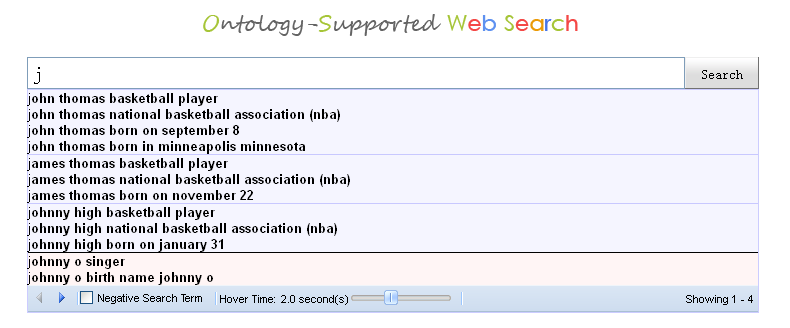 Ontology-Supported Web Search
j
Search
john thomas basketball player
john thomas national basketball association (nba)
john thomas born on september 8
john thomas born in minneapolis minnesota
james thomas basketball player
james thomas national basketball association (nba)
james thomas born on november 22
johnny high basketball player
johnny high national basketball association (nba)
johnny high born on january 31
johnny o singer
johnny o birth name johnny o
Negative Search Term Hover Time: 2.0 second(s) Showing 1 - 4